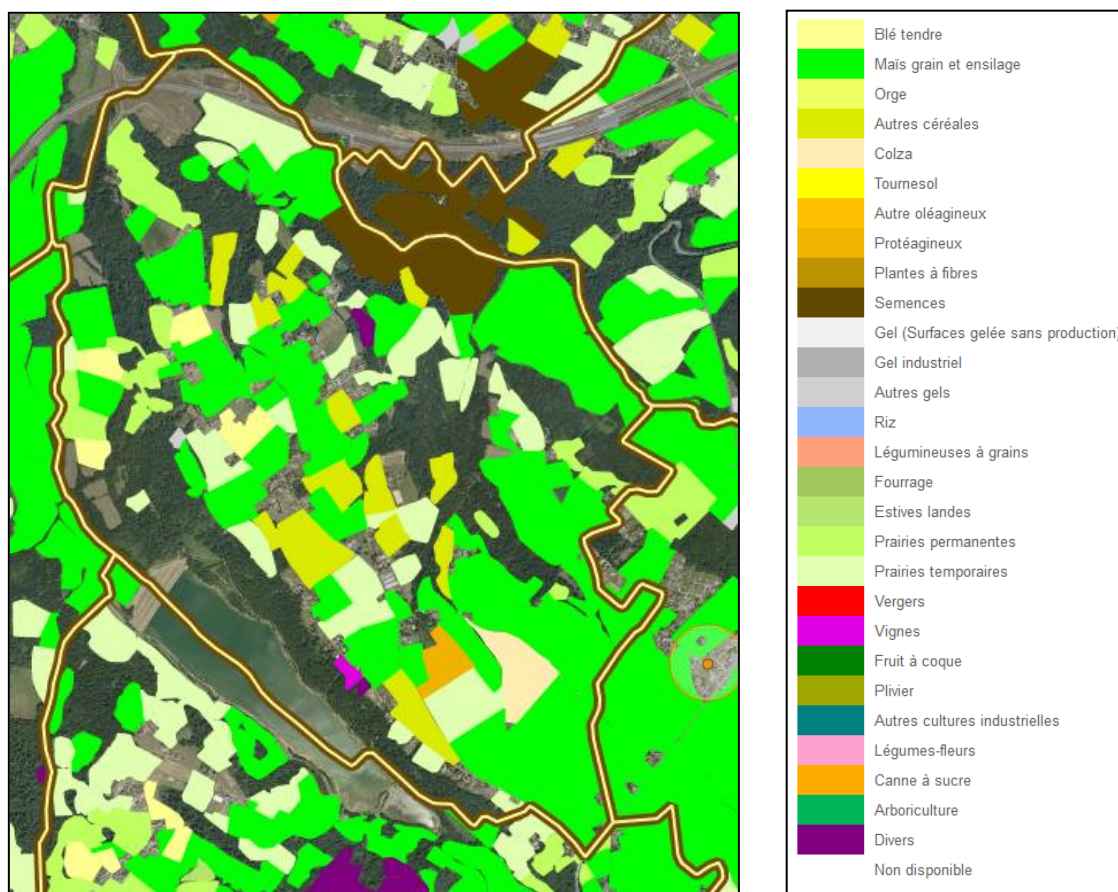 Blé tendre
Maïs grain et ensilage
Orge
Autres céréales
Colza
Tournesol
Autre oléagineux
Protéagineux
Plantes à fibres
Semences
Gel (Surfaces gelée sans production)
Gel industriel
Autres gels
Riz
Légumineuses à grains
Fourrage
Estives landes
Prairies permanentes
Prairies temporaires
Vergers
Vignes
Fruit à coque
Plivier
Autres cultures industrielles
Légumes-fleurs
Canne à sucre
Arboriculture
Divers
Non disponible